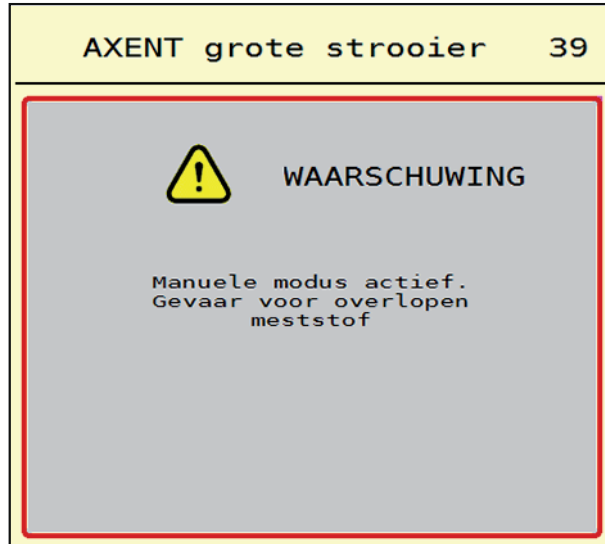 AXENT grote strooier 39
WAARSCHUWING
Manuele modus actief.
Gevaar voor overlopen
meststof